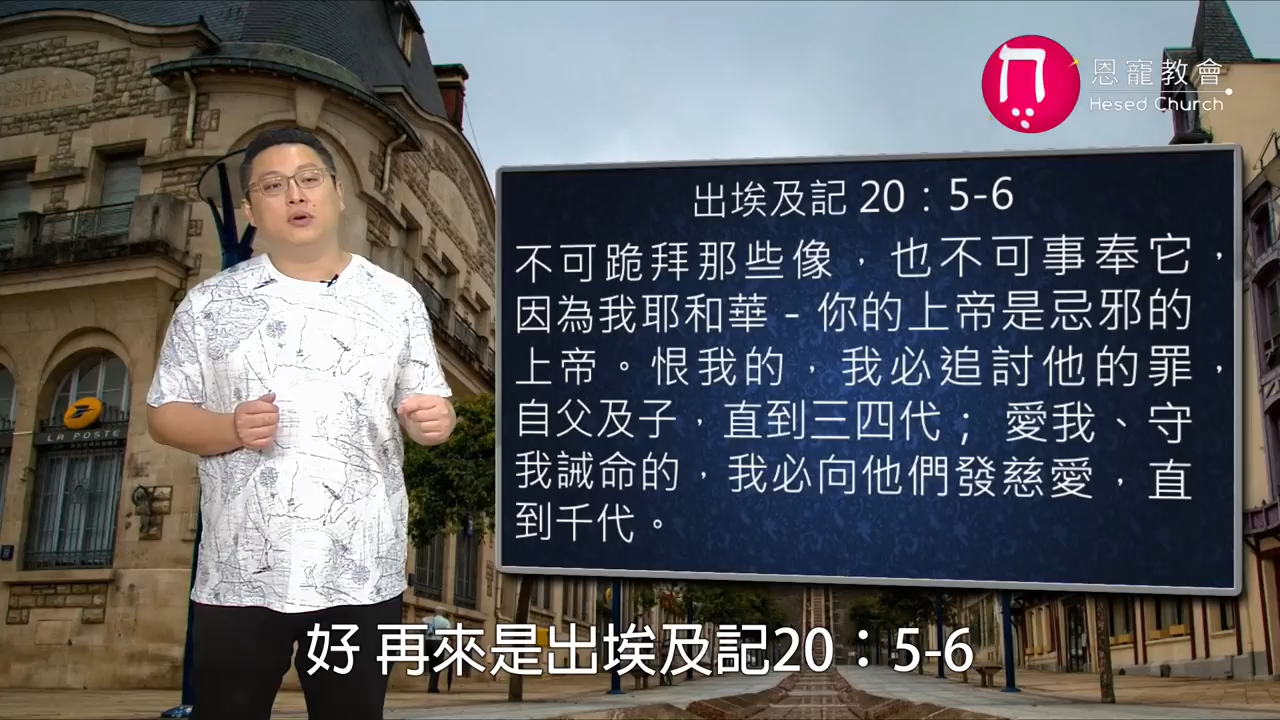 恩寵教會
Hesed Church
出埃及記 20：5-6
不可跪拜那些像，也不可事奉它，
因為我耶和華－你的上帝是忌邪的
上帝。恨我的，我必追討他的罪，
自父及子，直到三四代； 愛我、守
我誡命的，我必向他們發慈愛，直
到千代。
LA POSTE
好 再來是出埃及記20：5-6